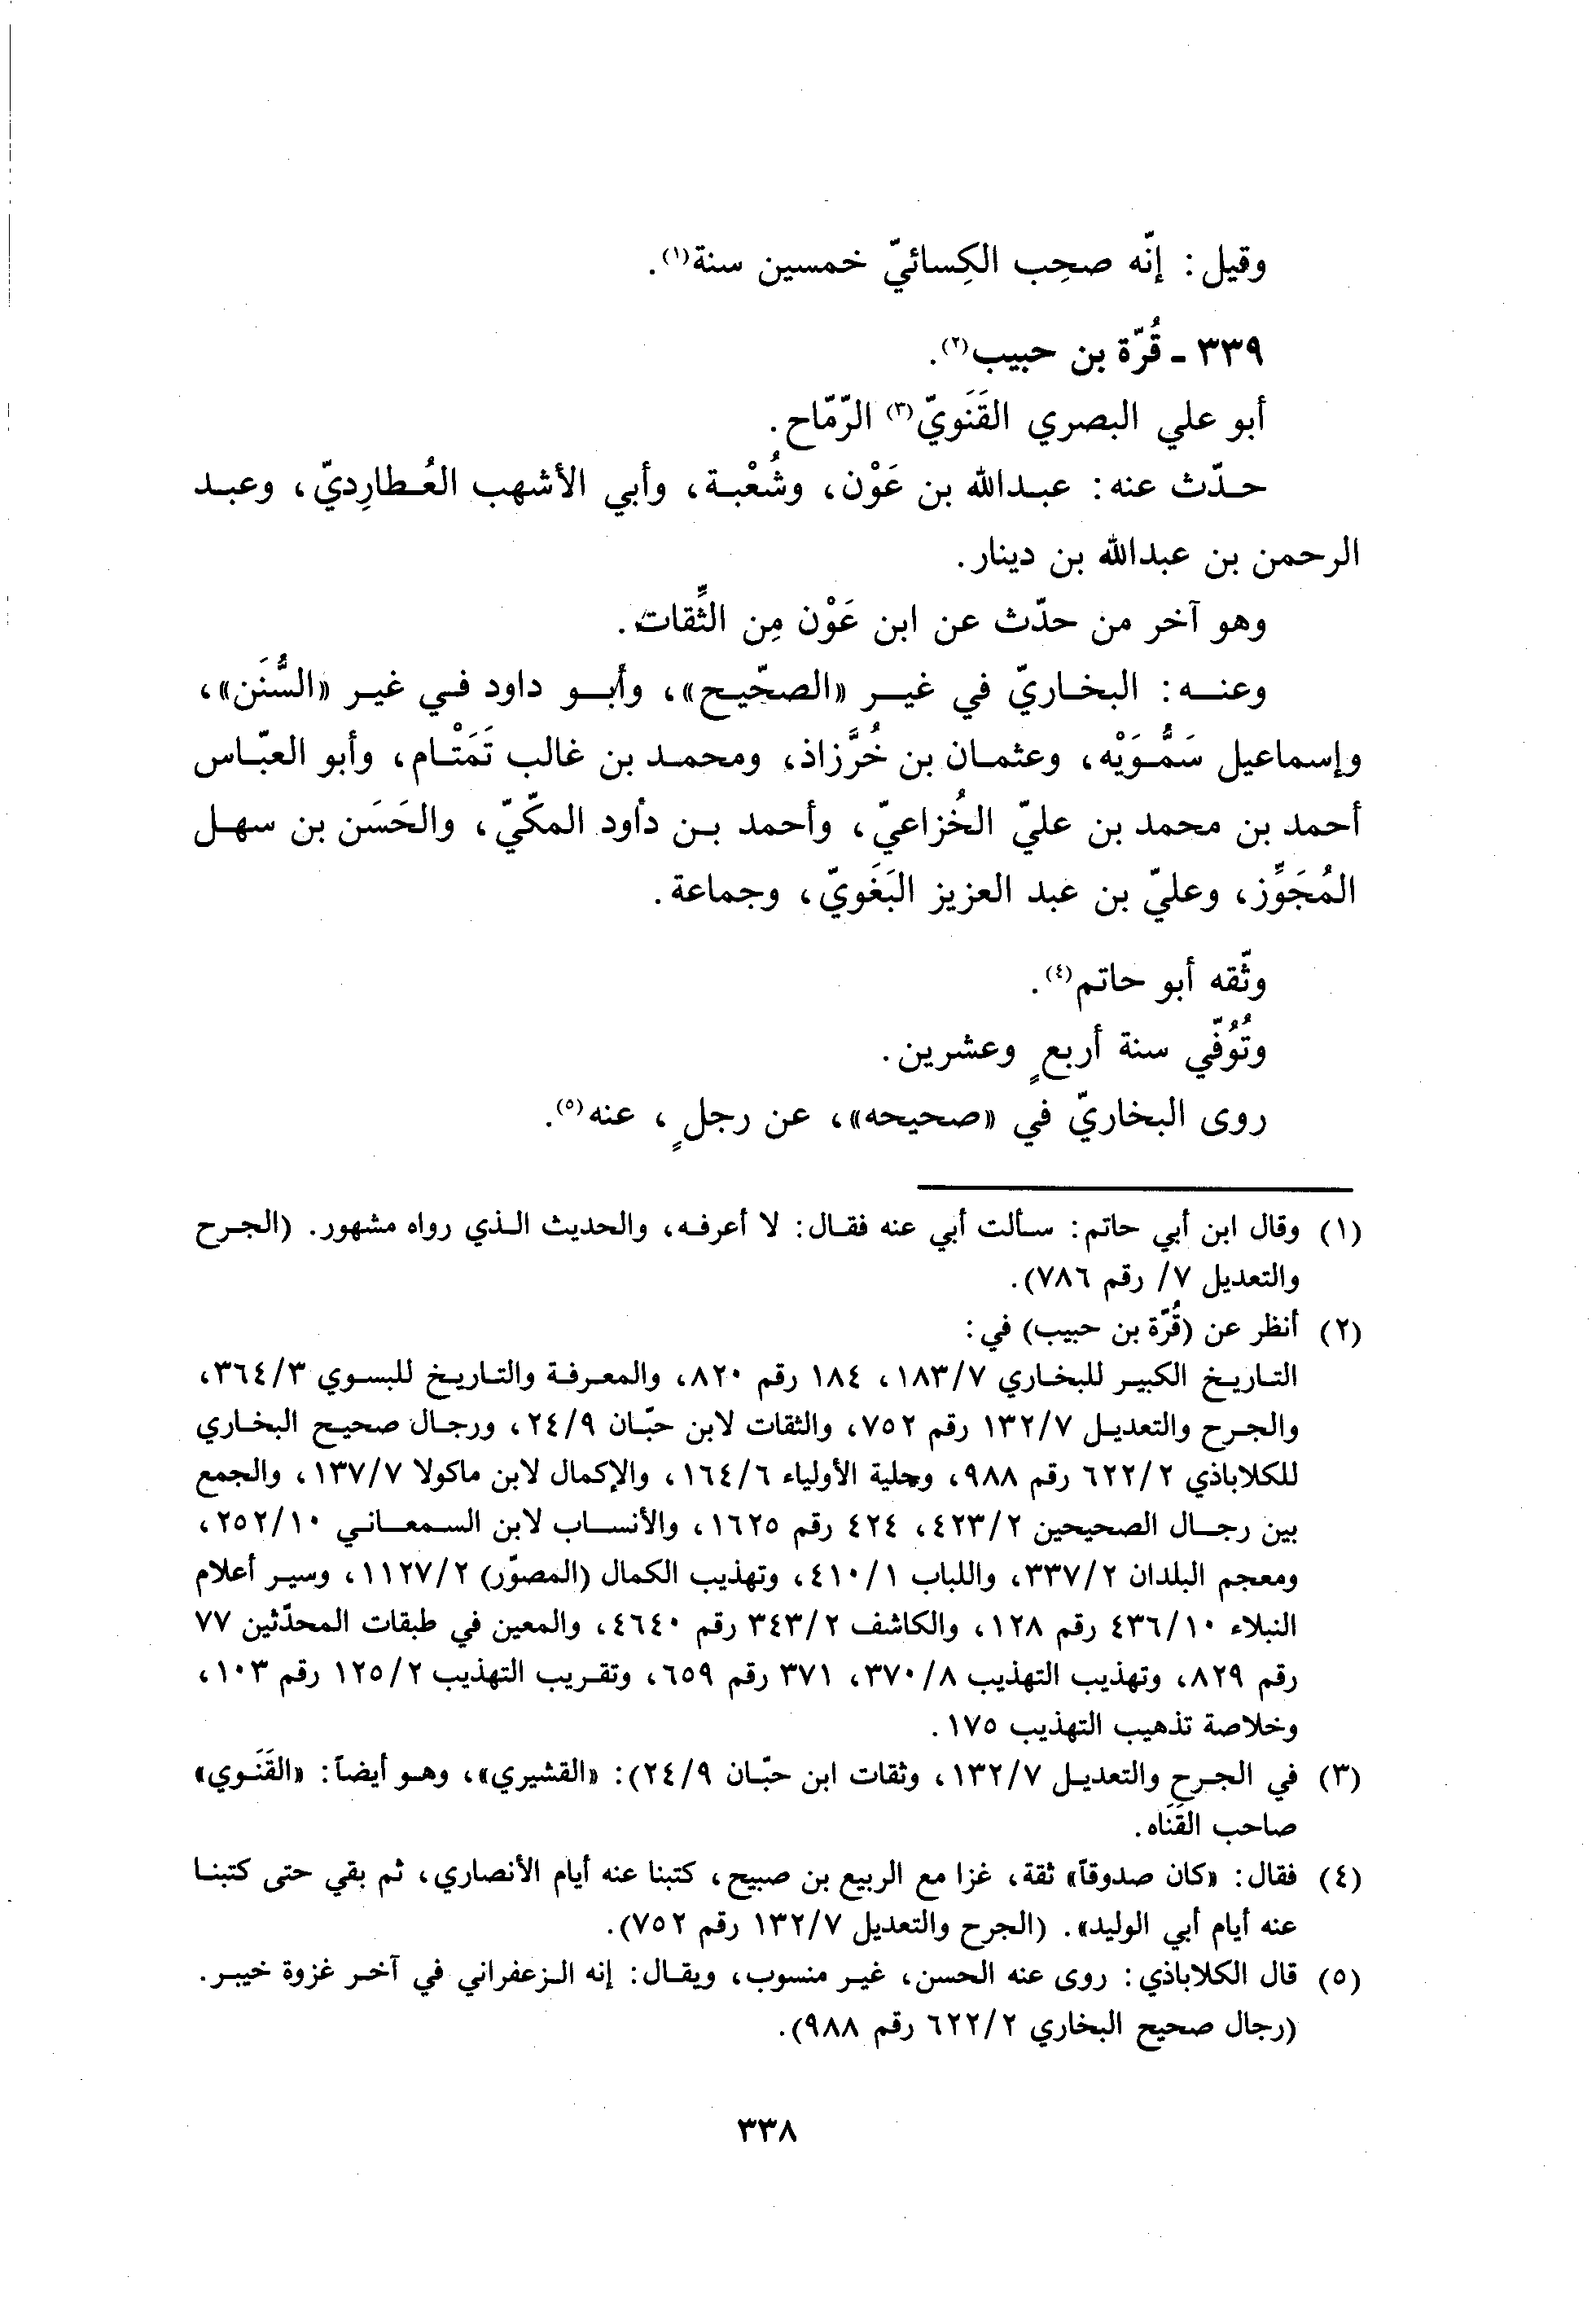 وقيل: إنّه صحِب الكِسائيّ خمسين سنة(١).
٣٣٩ ـ قُرّة بن حبيب(٢).
أبو علي البصري القَنَويّ(٣) الرّمّاح.
حدّث عنه: عبدالله بن عَوْن، وشُعْبة، وأبي الأشهب العُطارِديّ، وعبد
الرحمن بن عبدالله بن دينار.
وهو آخر من حدّث عن ابن عَوْن مِن الثِّقات.
وعنه: البخاريّ في غير «الصحّيح»، وأبو داود في غير «السُّنَن»،
وإسماعيل سَمُّوَيْه، وعثمان بن خُرَّزاذ، ومحمد بن غالب تَمَتْام، وأبو العبّاس
أحمد بن محمد بن عليّ الخُزاعيّ، وأحمد بن دأود المكّيّ، والحَسَن بن سهل
المُجَوِّز، وعليّ بن عبد العزيز البَغَويّ، وجماعة.
وثّقه أبو حاتم(٤).
وتُوُفّي سنة أربعٍ وعشرين.
روى البخاريّ في «صحيحه»، عن رجلٍ، عنه(٥).
(١) وقال ابن أبي حاتم: سألت أبي عنه فقال: لا أعرفه، والحديث الذي رواه مشهور. (الجرح
والتعديل ٧/ رقم ٧٨٦).
(٢) أنظر عن (قُرّة بن حبيب) في:
التاريخ الكبير للبخاري ١٨٣/٧، ١٨٤ رقم ٨٢٠، والمعرفة والتاريخ للبسوي ٣٦٤/٣،
والجرح والتعديل ١٣٢/٧ رقم ٧٥٢، والثقات لابن حبّان ٢٤/٩، ورجال صحيح البخاري
للكلاباذي ٦٢٢/٢ رقم ٩٨٨، وحلية الأولياء ١٦٤/٦، والإكمال لابن ماكولا ١٣٧/٧، والجمع
بين رجال الصحيحين ٤٢٣/٢، ٤٢٤ رقم ١٦٢٥، والأنساب لابن السمعاني ٢٥٢/١٠،
ومعجم البلدان ٣٣٧/٢، واللباب ٤١٠/١، وتهذيب الكمال (المصوّر) ١١٢٧/٢، وسير أعلام
النبلاء ٤٣٦/١٠ رقم ١٢٨، والكاشف ٣٤٣/٢ رقم ٤٦٤٠، والمعين في طبقات المحدّثين ٧٧
رقم ٨٢٩، وتهذيب التهذيب ٣٧٠/٨، ٣٧١ رقم ٦٥٩، وتقريب التهذيب ١٢٥/٢ رقم ١٠٣،
وخلاصة تذهيب التهذيب ١٧٥.
(٣) في الجرح والتعديل ١٣٢/٧، وثقات ابن حبّان ٢٤/٩): «القشيري»، وهو أيضاً: «القَنَوي»
صاحب القَنَاه.
(٤) فقال: «كان صدوقاً» ثقة، غزا مع الربيع بن صبيح، كتبنا عنه أيام الأنصاري، ثم بقي حتى كتبنا
عنه أيام أبي الوليد». (الجرح والتعديل ١٣٢/٧ رقم ٧٥٢).
(٥) قال الكلاباذي: روى عنه الحسن، غير منسوب، ويقال: إنه الزعفراني في آخر غزوة خيبر.
(رجال صحيح البخاري ٦٢٢/٢ رقم ٩٨٨).
٣٣٨